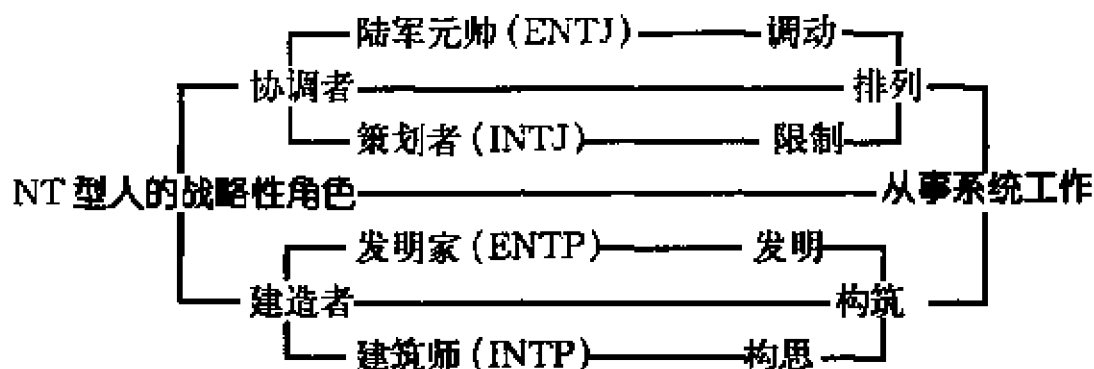 陆军元帅(ENTJ) 调动
协调者 排列
策划者(INTJ) 限制
NT型人的战略性角色 从事系统工作
发明家(ENTP) 发明
建造者 构筑
建筑师(INTP) 构思